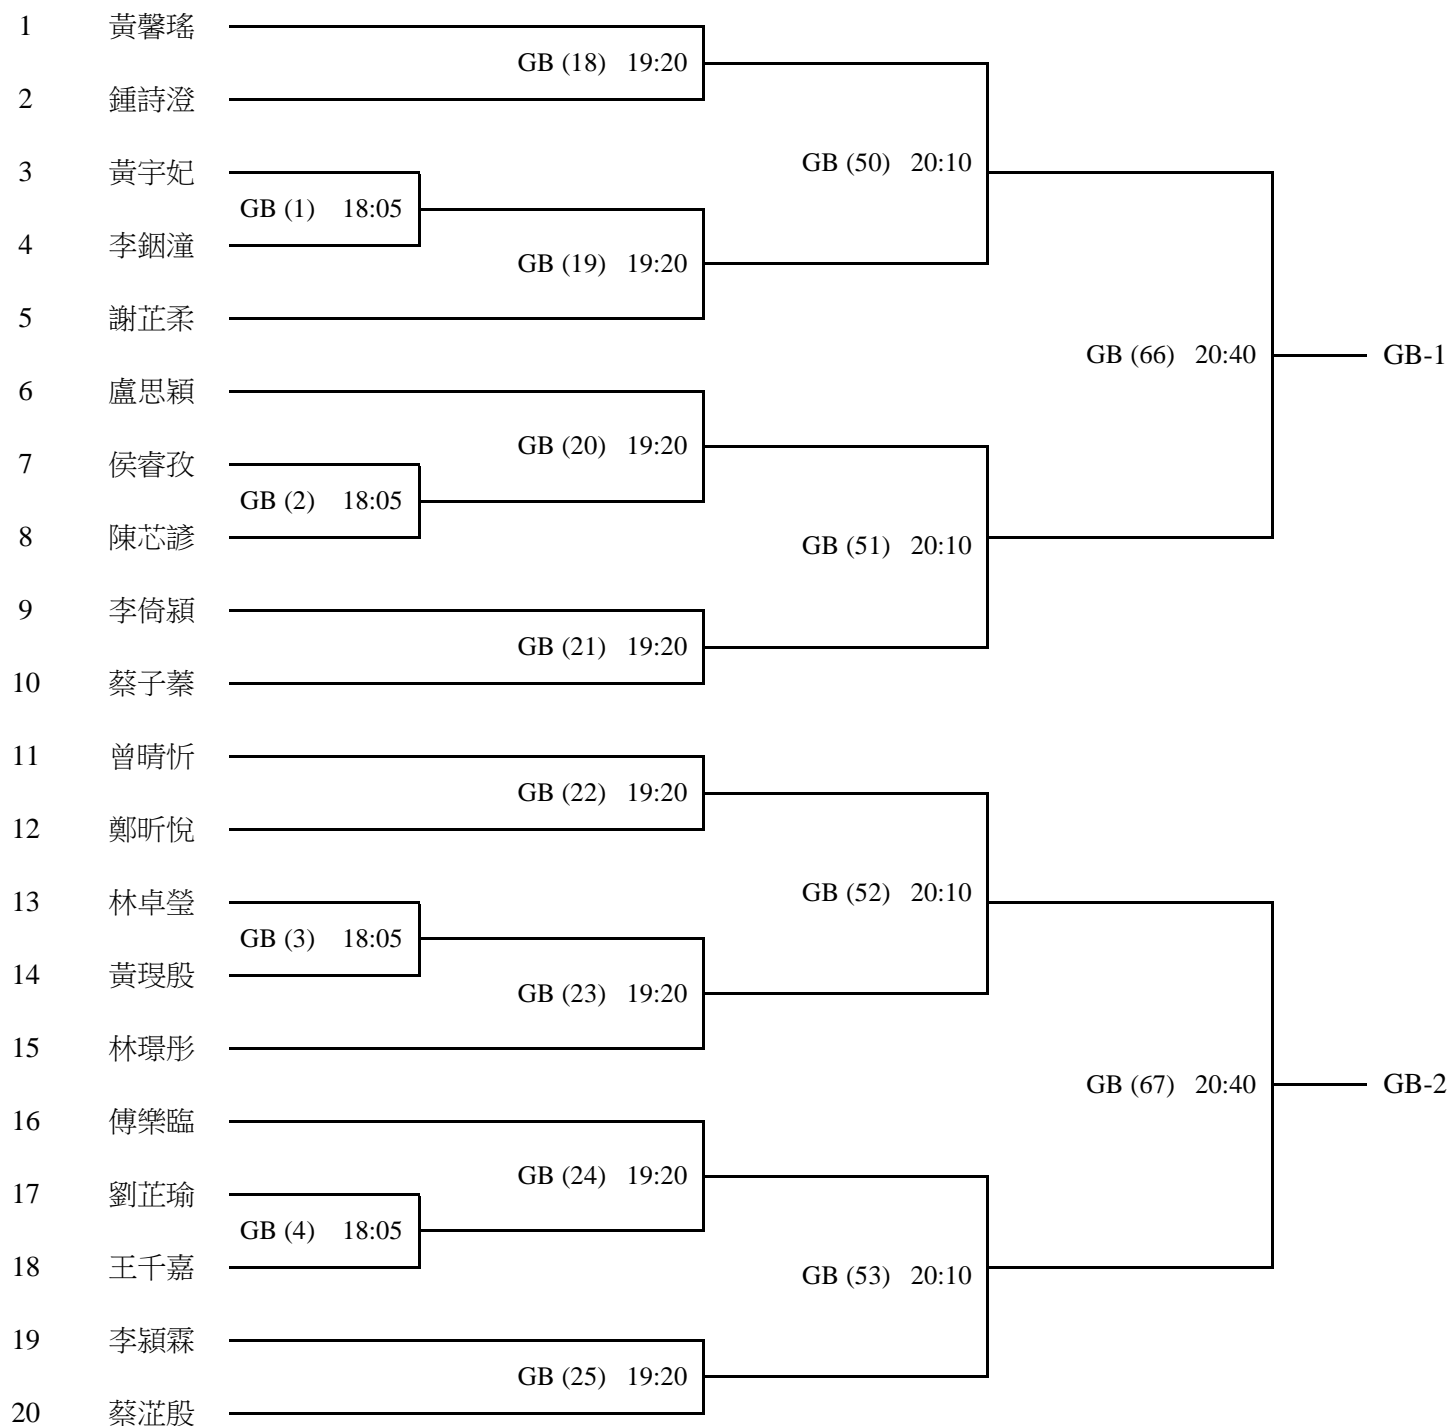 1 黃馨瑤
GB (18) 19:20
2 鍾詩澄
GB (50) 20:10
3 黃宇妃
GB (1) 18:05
4 李錮潼
GB (19) 19:20
5 謝芷柔
GB (66) 20:40 GB-1
6 盧思穎
GB (20) 19:20
7 侯睿孜
GB (2) 18:05
8 陳芯諺
GB (51) 20:10
9 李倚潁
GB (21) 19:20
10 蔡子蓁
11 曾晴忻
GB (22) 19:20
12 鄭昕悅
GB (52) 20:10
13 林卓瑩
GB (3) 18:05
14 黃琝殷
GB (23) 19:20
15 林璟彤
GB (67) 20:40 GB-2
16 傅樂臨
GB (24) 19:20
17 劉芷瑜
GB (4) 18:05
18 王千嘉
GB (53) 20:10
19 李潁霖
GB (25) 19:20
20 蔡茳殷